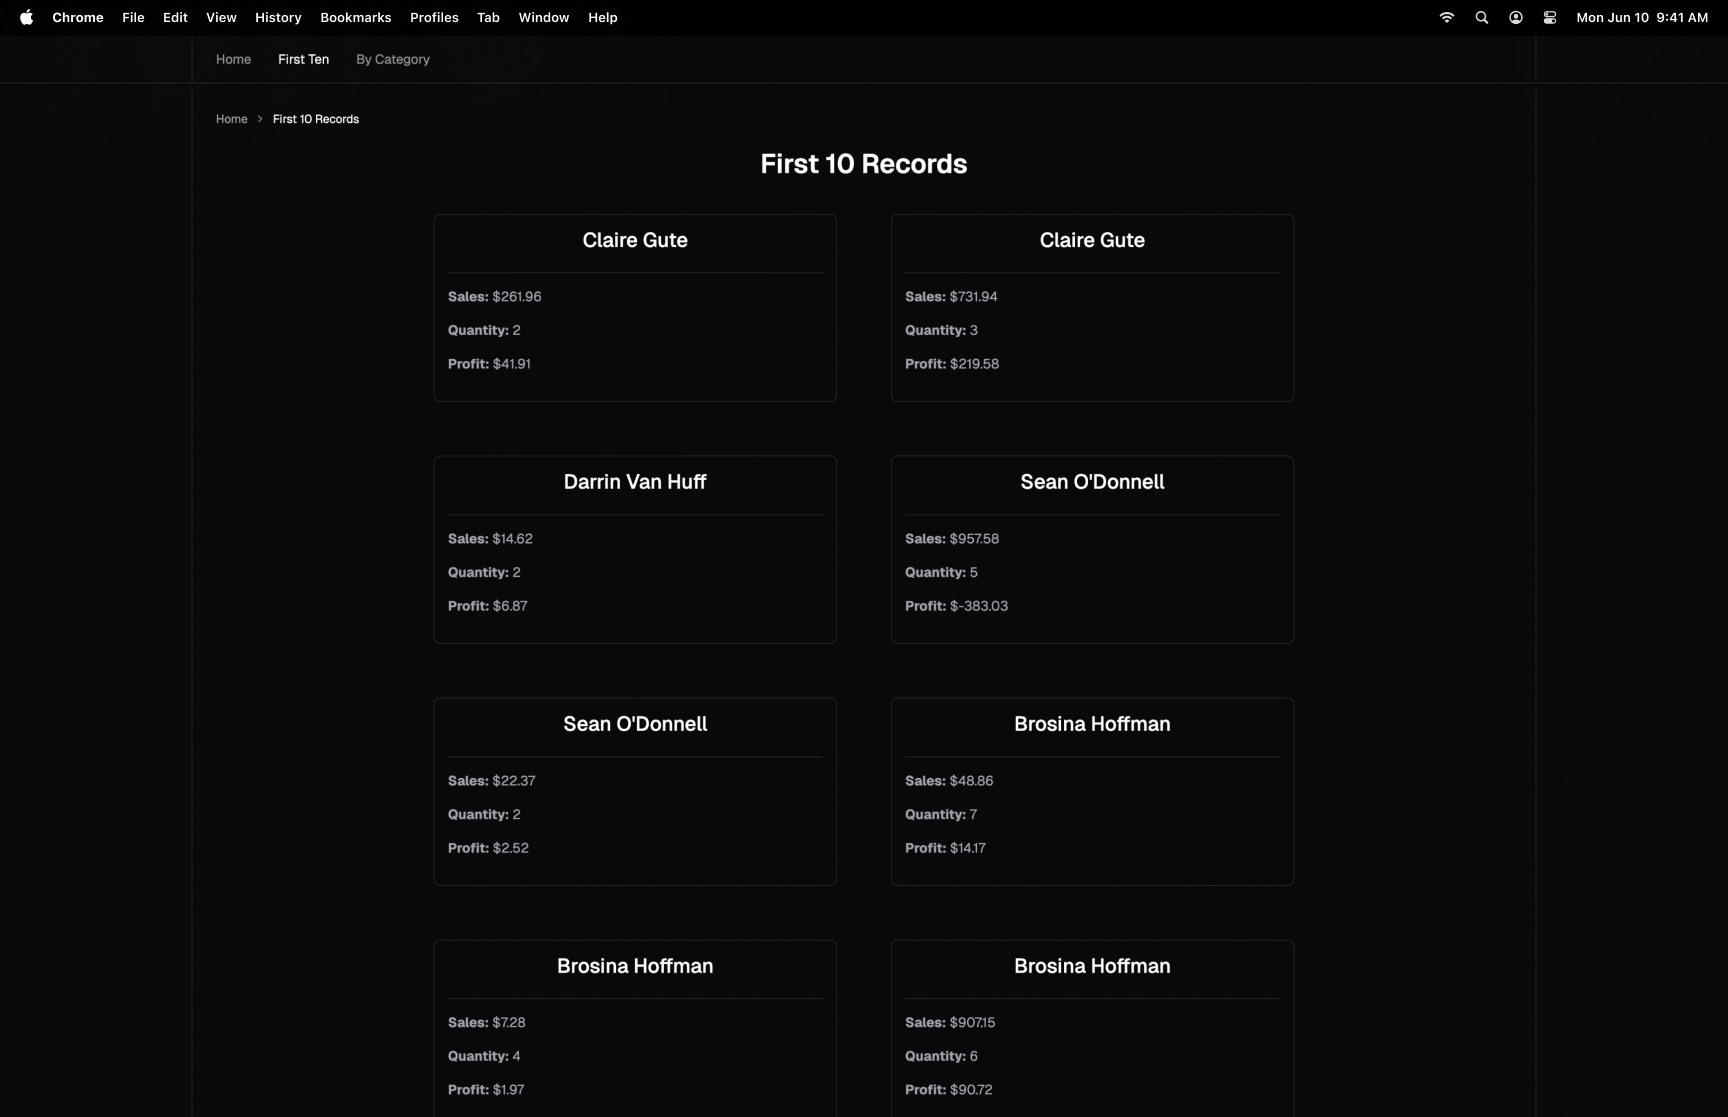 Chrome File Edit View History Bookmarks Profiles Tab Window Help Mon Jun 10 9:41 AM
Home First Ten By Category
Home > First 10 Records
First 10 Records
Claire Gute
Sales: $261.96
Quantity: 2
Profit: $41.91
Claire Gute
Sales: $731.94
Quantity: 3
Profit: $219.58
Darrin Van Huff
Sales: $14.62
Quantity: 2
Profit: $6.87
Sean O'Donnell
Sales: $957.58
Quantity: 5
Profit: $-383.03
Sean O'Donnell
Sales: $22.37
Quantity: 2
Profit: $2.52
Brosina Hoffman
Sales: $48.86
Quantity: 7
Profit: $14.17
Brosina Hoffman
Sales: $7.28
Quantity: 4
Profit: $1.97
Brosina Hoffman
Sales: $907.15
Quantity: 6
Profit: $90.72